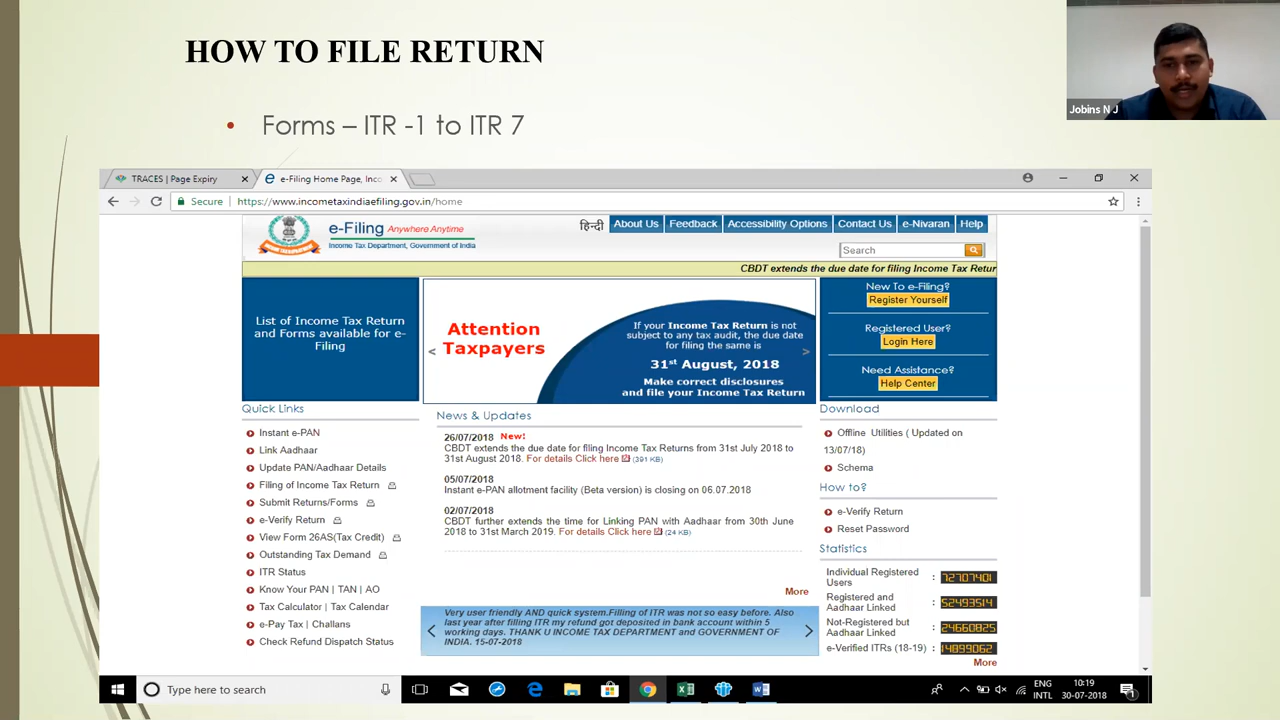 HOW TO FILE RETURN
Jobins N J
• Forms – ITR -1 to ITR 7
TRACES | Page Expiry
e-Filing Home Page, Inco
Secure
https://www.incometaxindiaefiling.gov.in/home
e-Filing Anywhere Anytime
Income Tax Department, Government of India
हिन्दी
About Us
Feedback
Accessibility Options
Contact Us
e-Nivaran
Help
Search
CBDT extends the due date for filing Income Tax Retur
List of Income Tax Return
and Forms available for e-
Filing
Attention
Taxpayers
If your Income Tax Return is not
subject to any tax audit, the due date
for filing the same is
31st August, 2018
Make correct disclosures
and file your Income Tax Return
New To e-Filing?
Register Yourself
Registered User?
Login Here
Need Assistance?
Help Center
Quick Links
Instant e-PAN
Link Aadhaar
Update PAN/Aadhaar Details
Filing of Income Tax Return
Submit Returns/Forms
e-Verify Return
View Form 26AS(Tax Credit)
Outstanding Tax Demand
ITR Status
Know Your PAN | TAN | AO
Tax Calculator | Tax Calendar
e-Pay Tax | Challans
Check Refund Dispatch Status
News & Updates
26/07/2018 New!
CBDT extends the due date for filing Income Tax Returns from 31st July 2018 to
31st August 2018. For details Click here (391 KB)
05/07/2018
Instant e-PAN allotment facility (Beta version) is closing on 06.07.2018
02/07/2018
CBDT further extends the time for Linking PAN with Aadhaar from 30th June
2018 to 31st March 2019. For details Click here (24 KB)
More
Very user friendly AND quick system.Filling of ITR was not so easy before. Also
last year after filling ITR my refund got deposited in bank account within 5
working days. THANK U INCOME TAX DEPARTMENT and GOVERNMENT OF
INDIA. 15-07-2018
Download
Offline Utilities ( Updated on
13/07/18)
Schema
How to?
e-Verify Return
Reset Password
Statistics
Individual Registered
Users : 72707401
Registered and
Aadhaar Linked : 52493514
Not-Registered but
Aadhaar Linked : 24660825
e-Verified ITRs (18-19) : 14899062
More
Type here to search
ENG
INTL
10:19
30-07-2018
1